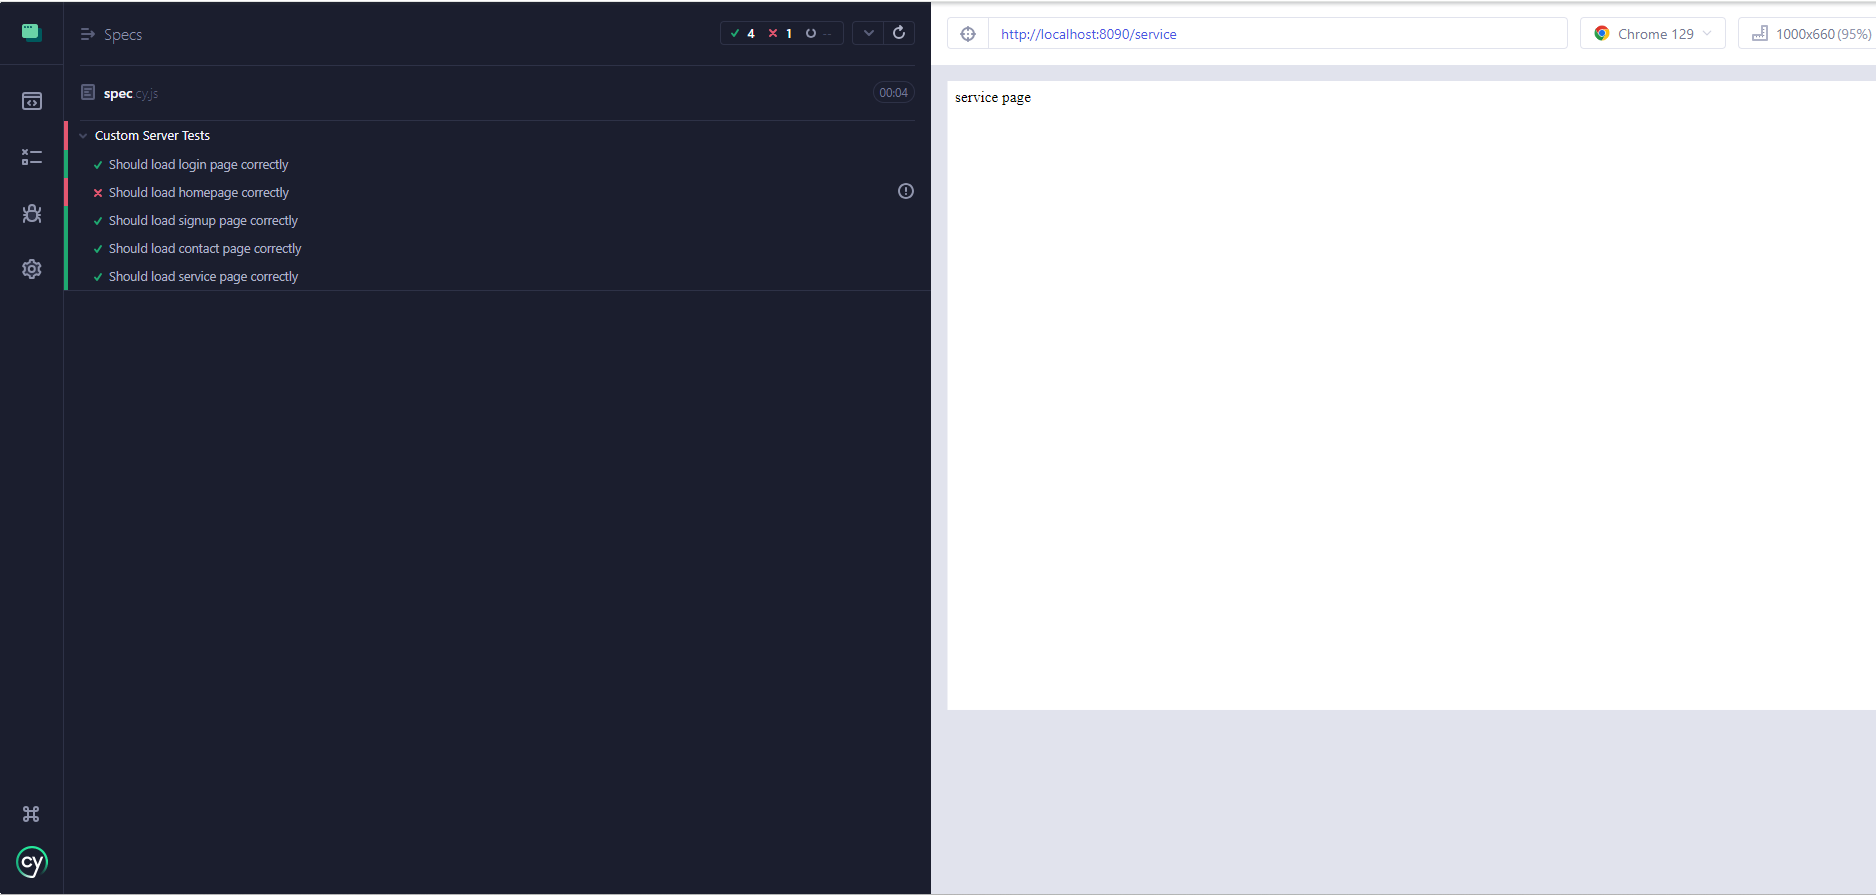 Specs
4 1 --
spec.cy.js
00:04
Custom Server Tests
Should load login page correctly
Should load homepage correctly
Should load signup page correctly
Should load contact page correctly
Should load service page correctly
cy
http://localhost:8090/service
Chrome 129
1000x660 (95%)
service page